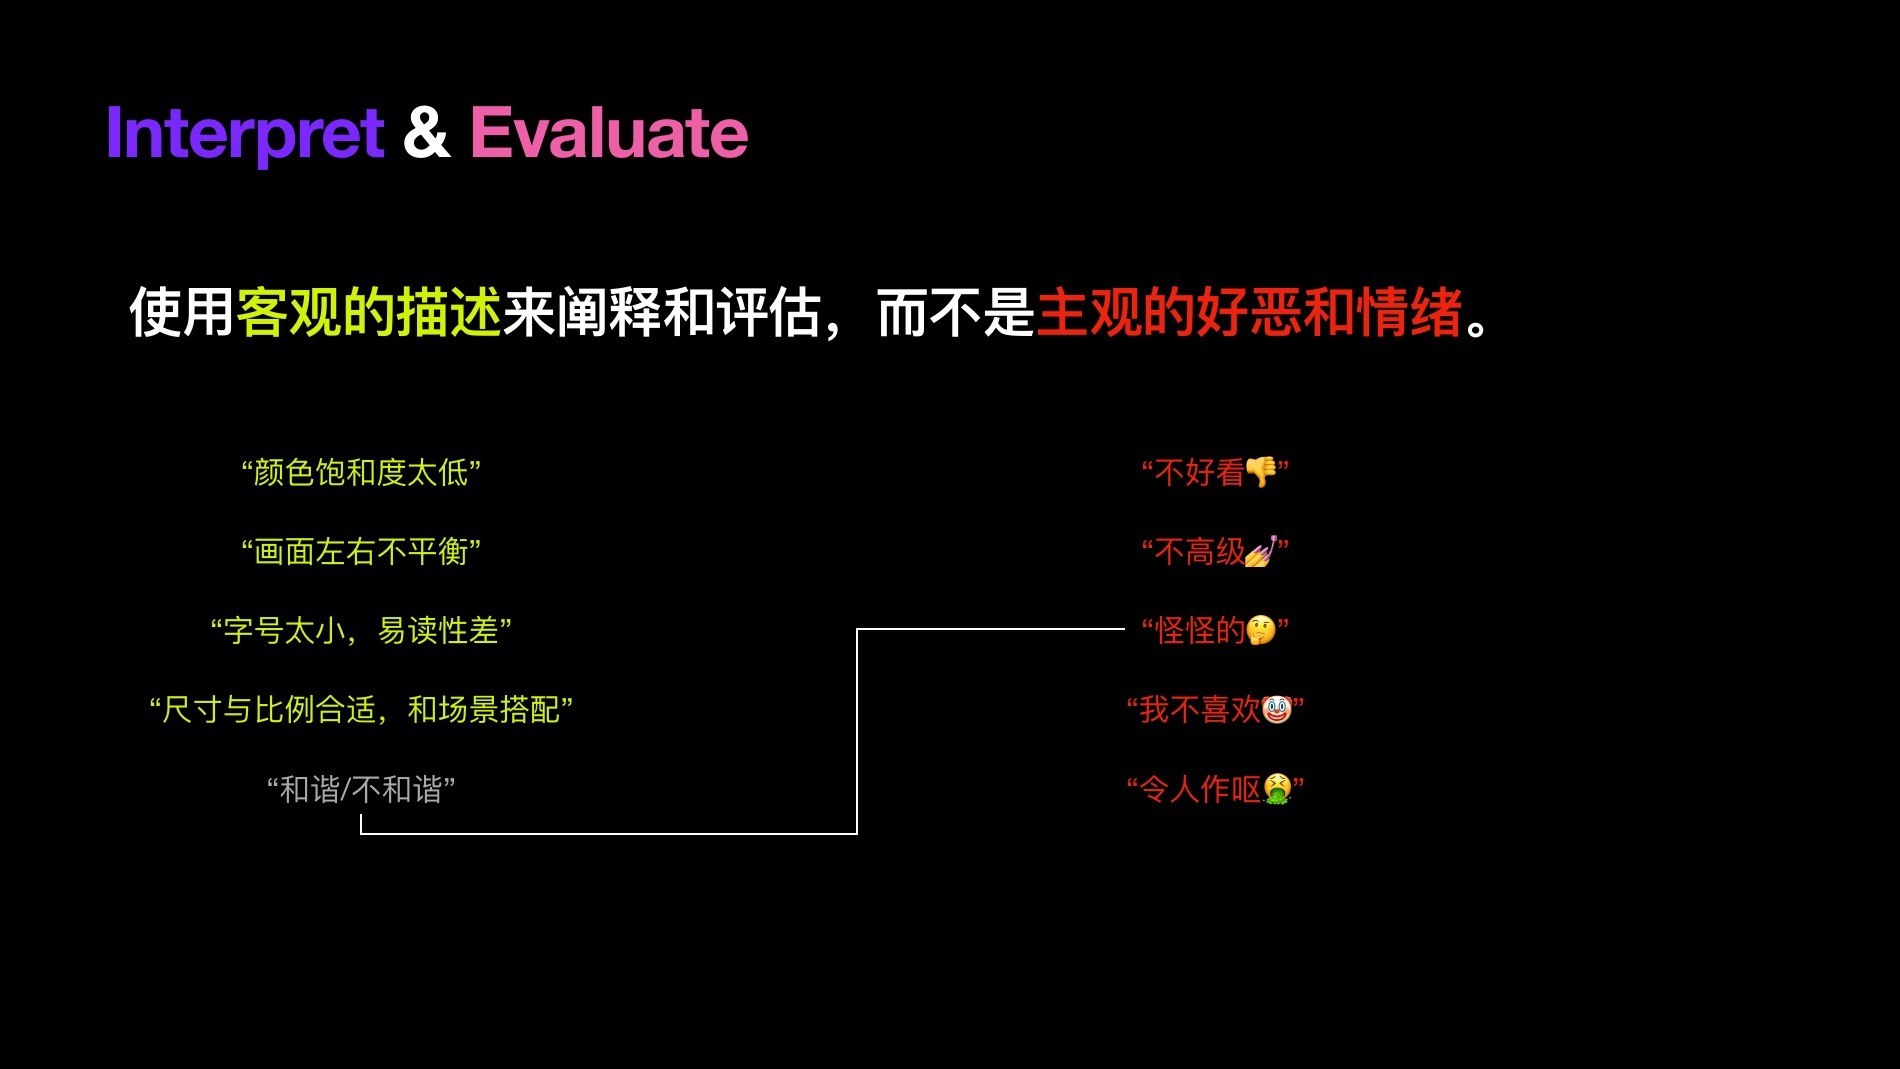 Interpret & Evaluate
使用客观的描述来阐释和评估，而不是主观的好恶和情绪。
“颜色饱和度太低”
“画面左右不平衡”
“字号太小，易读性差”
“尺寸与比例合适，和场景搭配”
“和谐/不和谐”
“不好看👎”
“不高级💅”
“怪怪的🤔”
“我不喜欢🤡”
“令人作呕🤮”